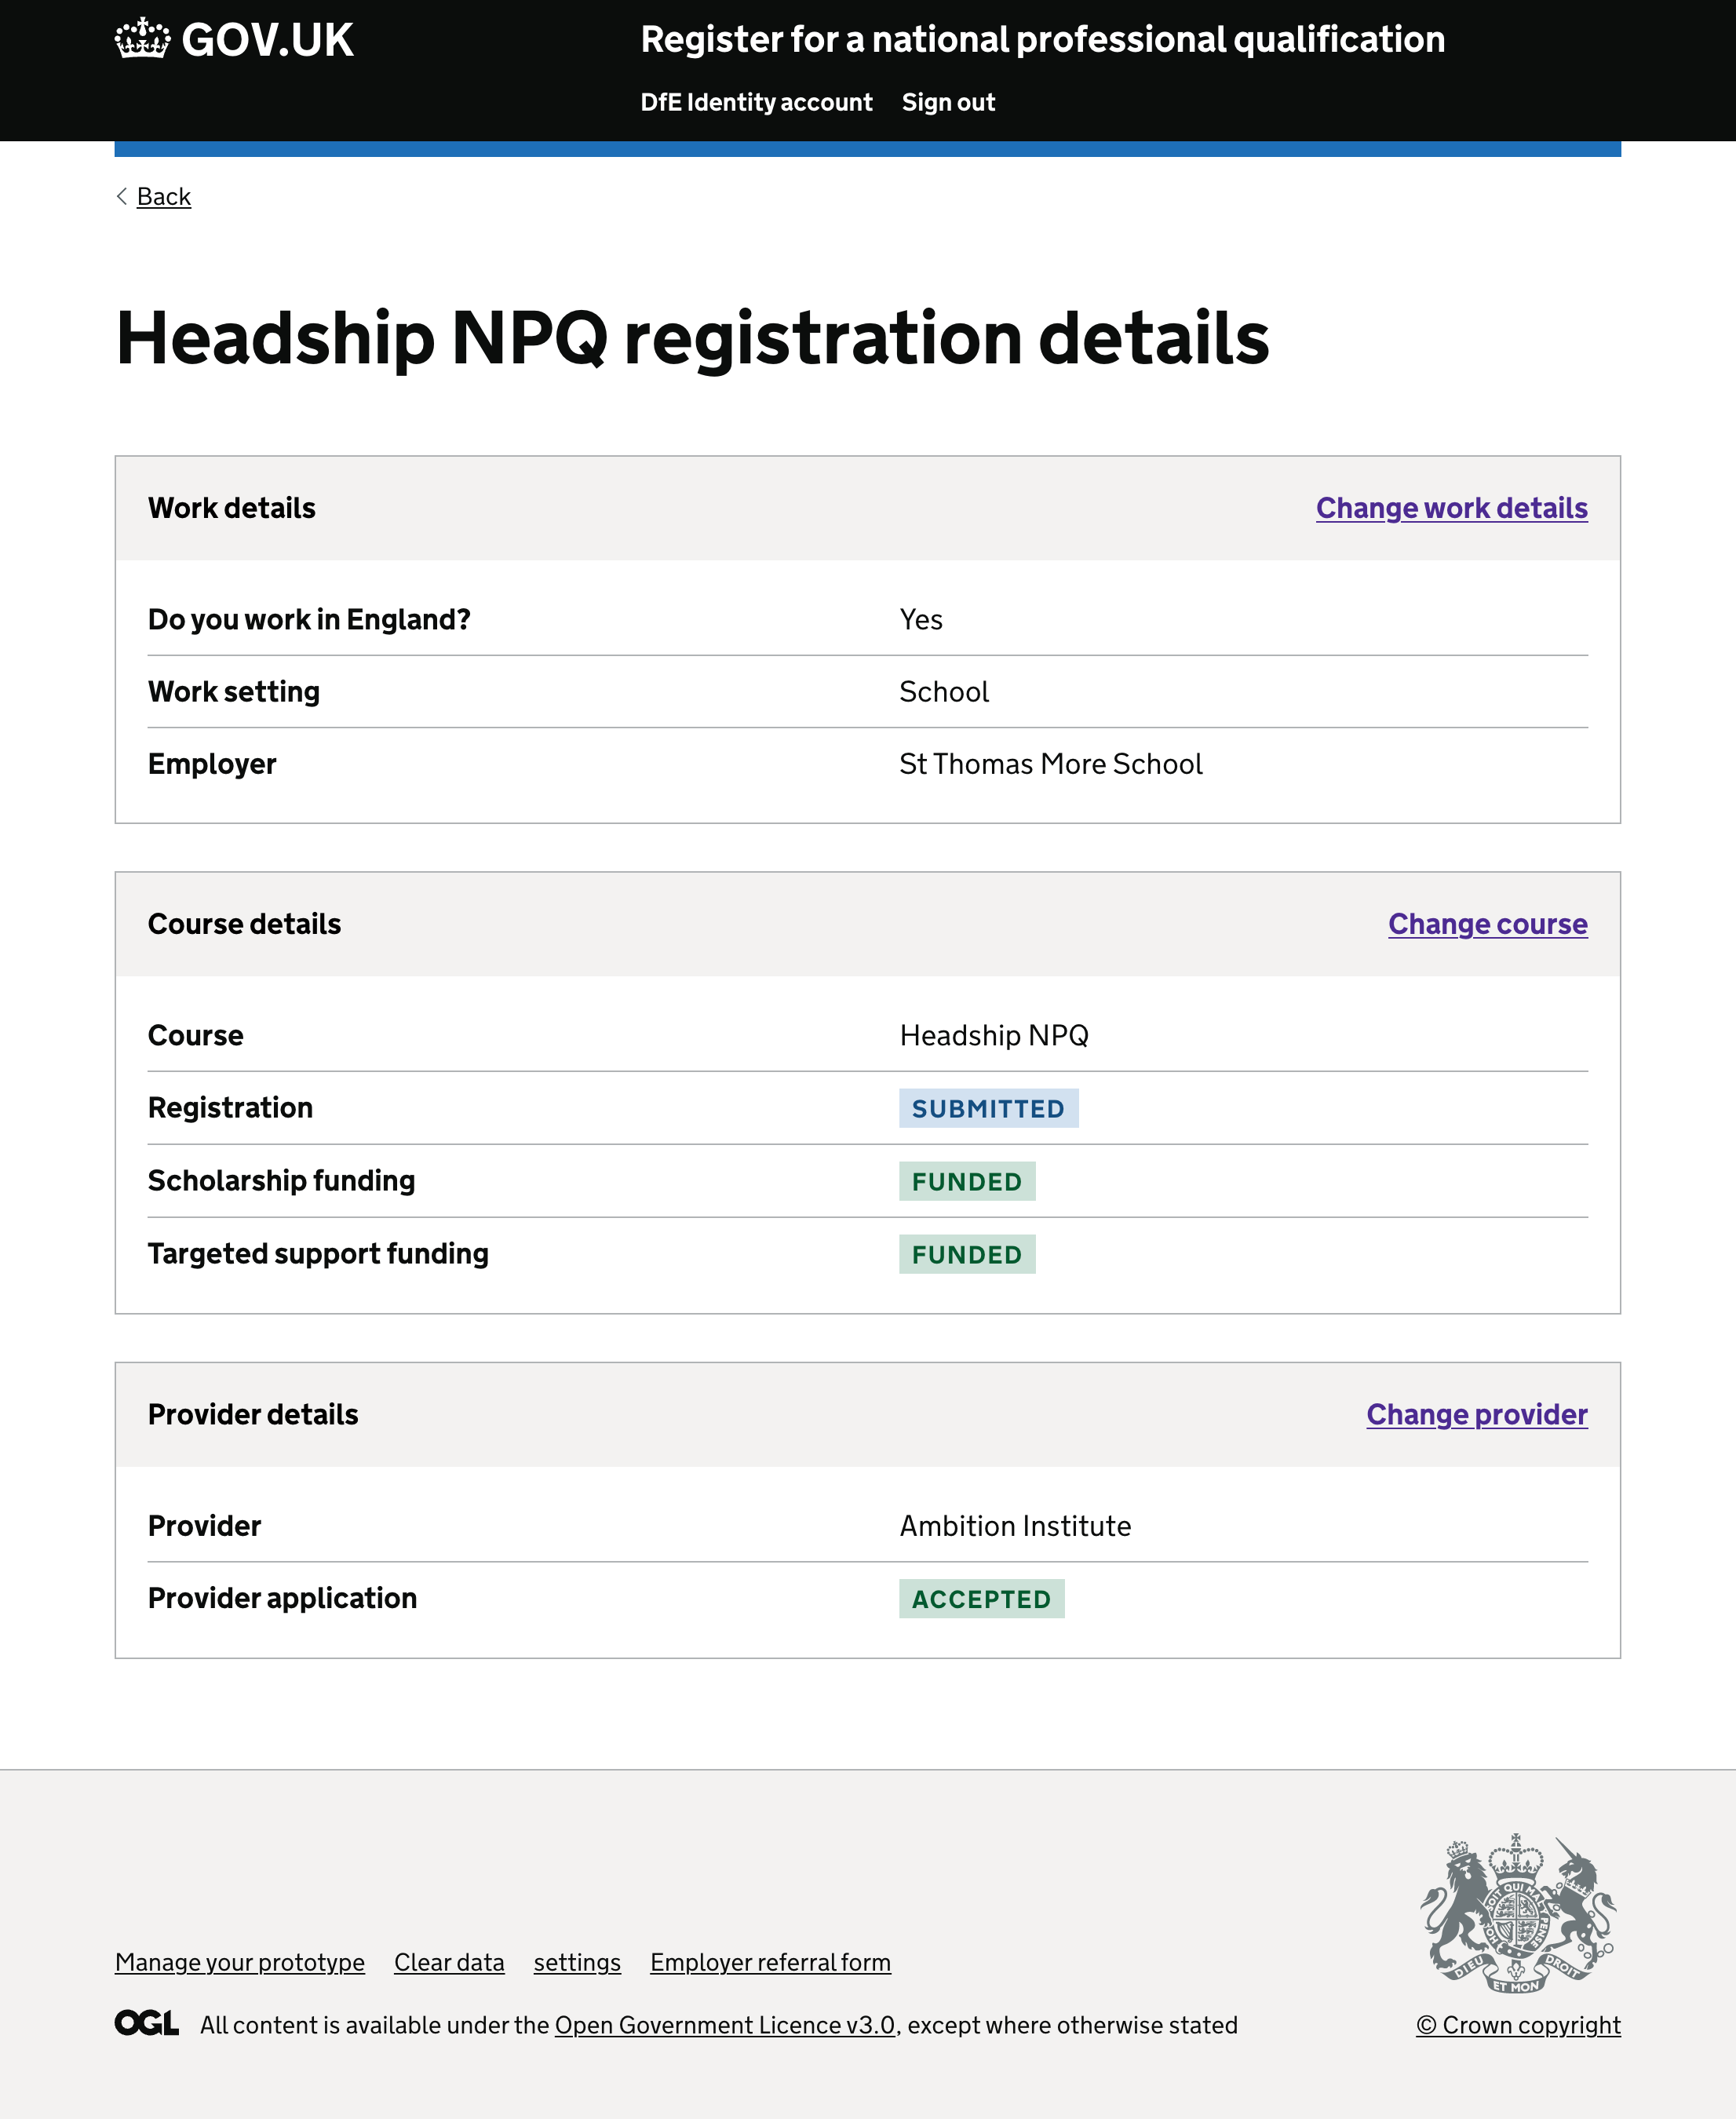 GOV.UK
Register for a national professional qualification
DfE Identity account Sign out
Back
Headship NPQ registration details
Work details Change work details
Do you work in England? Yes
Work setting School
Employer St Thomas More School
Course details Change course
Course Headship NPQ
Registration SUBMITTED
Scholarship funding FUNDED
Targeted support funding FUNDED
Provider details Change provider
Provider Ambition Institute
Provider application ACCEPTED
Manage your prototype Clear data settings Employer referral form
DIEU ET MON DROIT
OGL All content is available under the Open Government Licence v3.0, except where otherwise stated
© Crown copyright